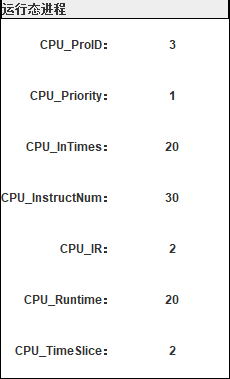 运行态进程
CPU_ProID： 3
CPU_Priority： 1
CPU_InTimes： 20
CPU_InstructNum： 30
CPU_IR： 2
CPU_Runtime： 20
CPU_TimeSlice： 2